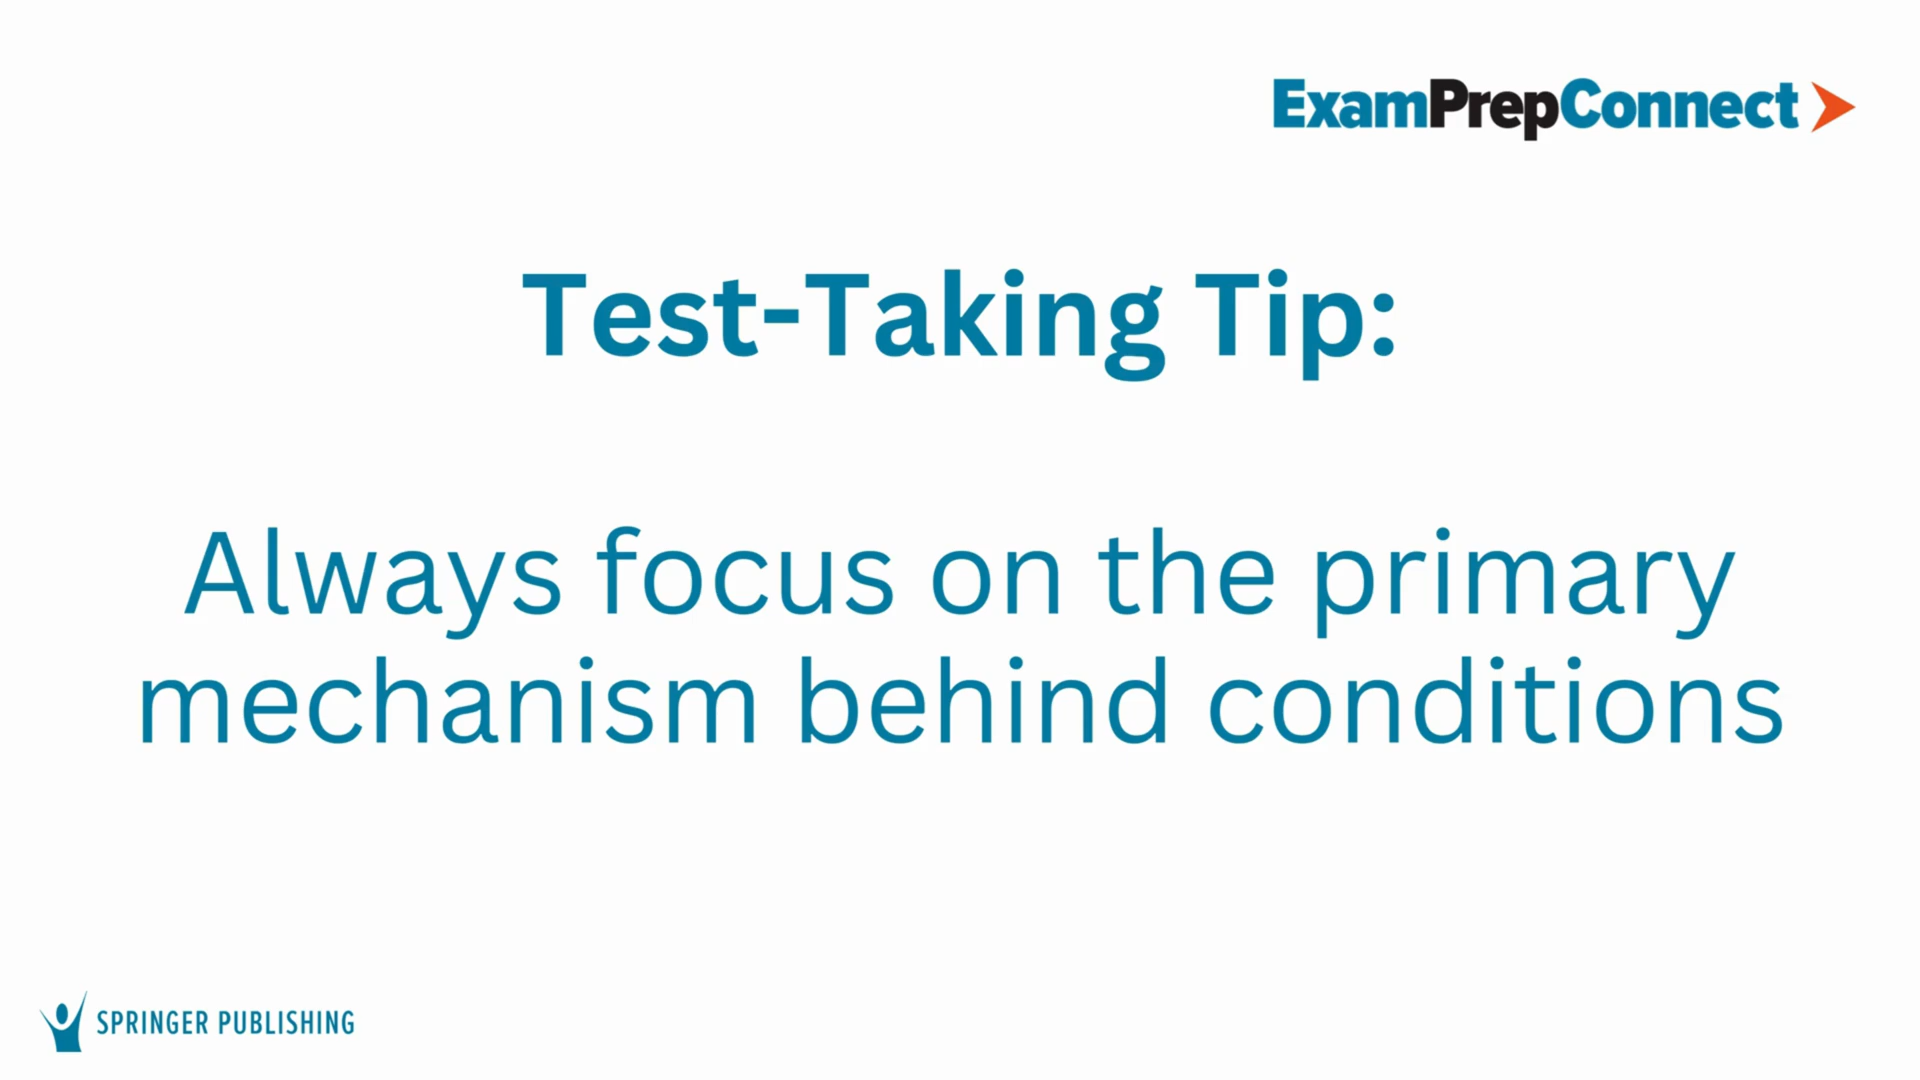 ExamPrepConnect
Test-Taking Tip:
Always focus on the primary
mechanism behind conditions
SPRINGER PUBLISHING